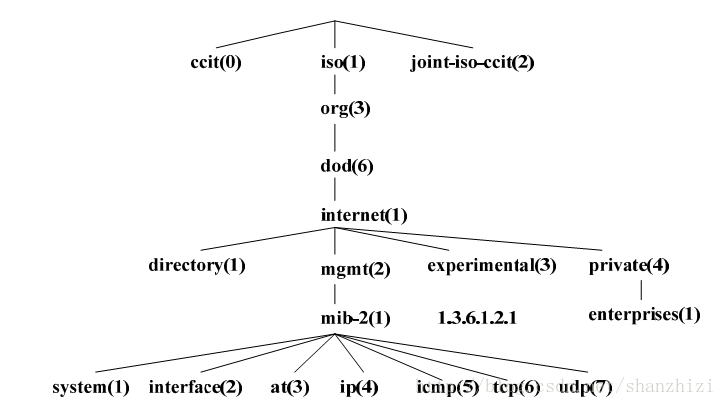 ccit(0) iso(1) joint-iso-ccit(2)
org(3)
dod(6)
internet(1)
directory(1) mgmt(2) experimental(3) private(4)
mib-2(1) 1.3.6.1.2.1 enterprises(1)
system(1) interface(2) at(3) ip(4) icmp(5) tcp(6) udp(7)